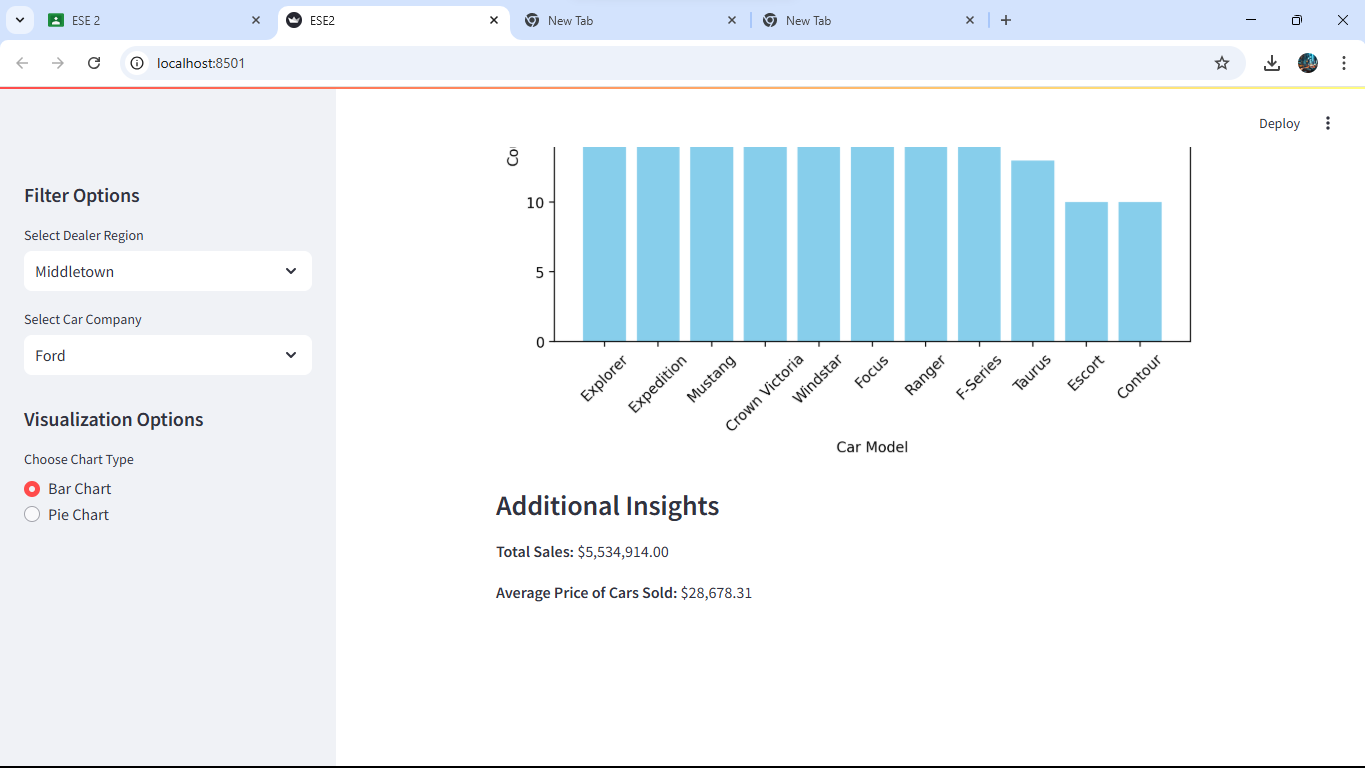 ESE 2
ESE2
New Tab
New Tab
localhost:8501
Deploy
Filter Options
Select Dealer Region
Middletown
Select Car Company
Ford
Visualization Options
Choose Chart Type
Bar Chart
Pie Chart
Co
10
5
0
Explorer
Expedition
Mustang
Crown Victoria
Windstar
Focus
Ranger
F-Series
Taurus
Escort
Contour
Car Model
Additional Insights
Total Sales: $5,534,914.00
Average Price of Cars Sold: $28,678.31